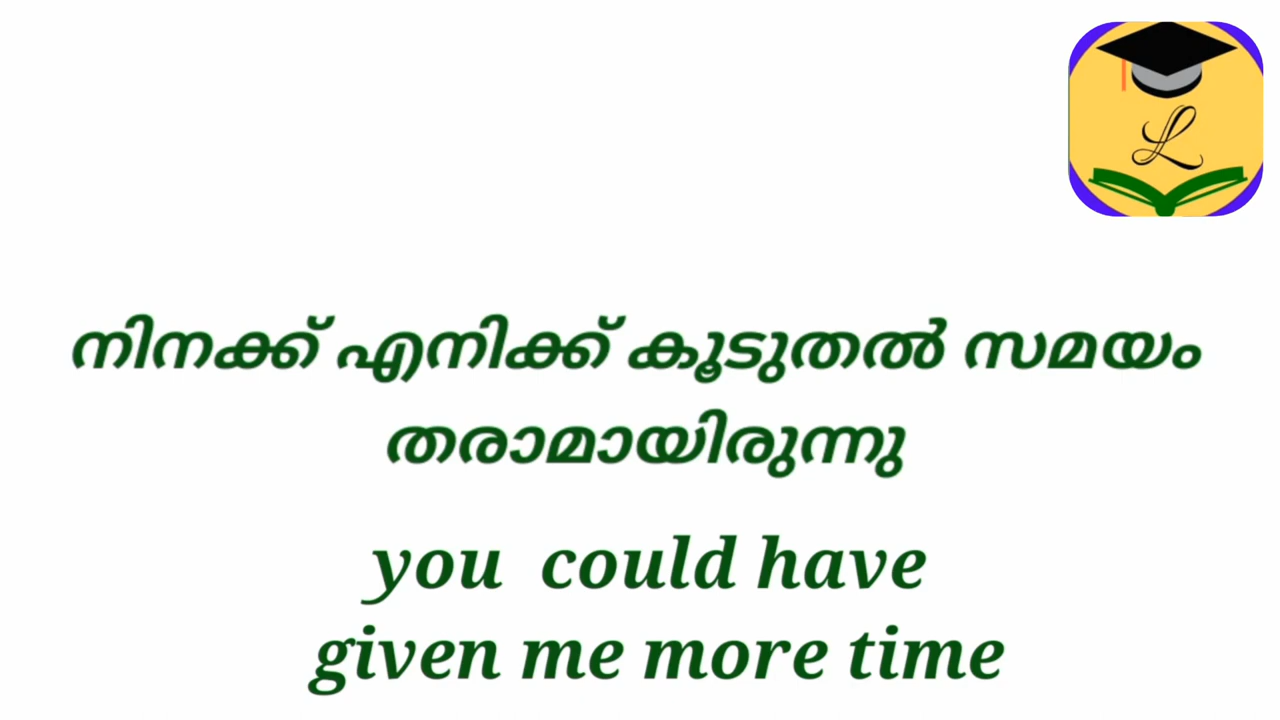 L
നിനക്ക് എനിക്ക് കൂടുതൽ സമയം
തരാമായിരുന്നു
you could have
given me more time